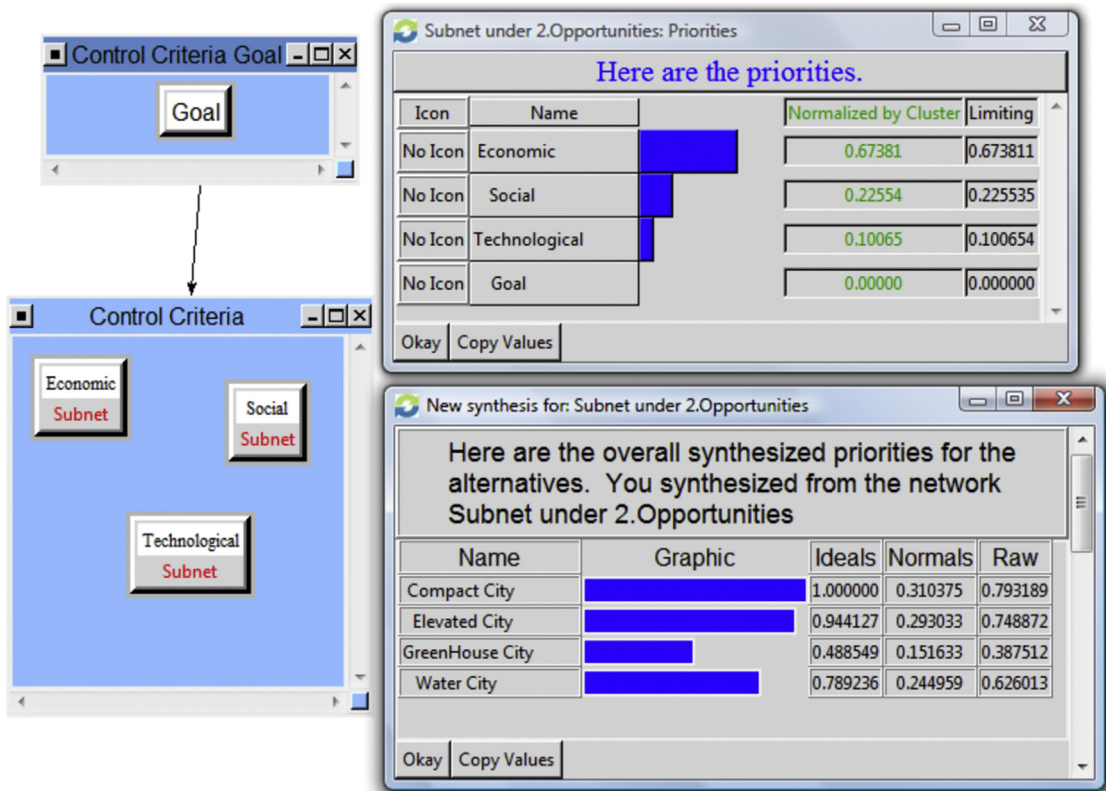 Control Criteria Goal
Goal
Control Criteria
Economic
Subnet
Social
Subnet
Technological
Subnet
Subnet under 2.Opportunities: Priorities
Here are the priorities.
Icon Name Normalized by Cluster Limiting
No Icon Economic 0.67381 0.673811
No Icon Social 0.22554 0.225535
No Icon Technological 0.10065 0.100654
No Icon Goal 0.00000 0.000000
Okay Copy Values
New synthesis for: Subnet under 2.Opportunities
Here are the overall synthesized priorities for the
alternatives. You synthesized from the network
Subnet under 2.Opportunities
Name Graphic Ideals Normals Raw
Compact City 1.000000 0.310375 0.793189
Elevated City 0.944127 0.293033 0.748872
GreenHouse City 0.488549 0.151633 0.387512
Water City 0.789236 0.244959 0.626013
Okay Copy Values